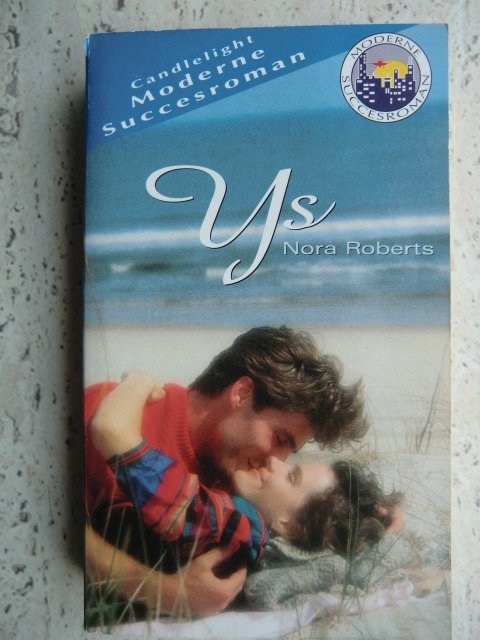 Candlelight
Moderne
Succesroman
MODERNE
SUCCESROMAN
Ys
Nora Roberts